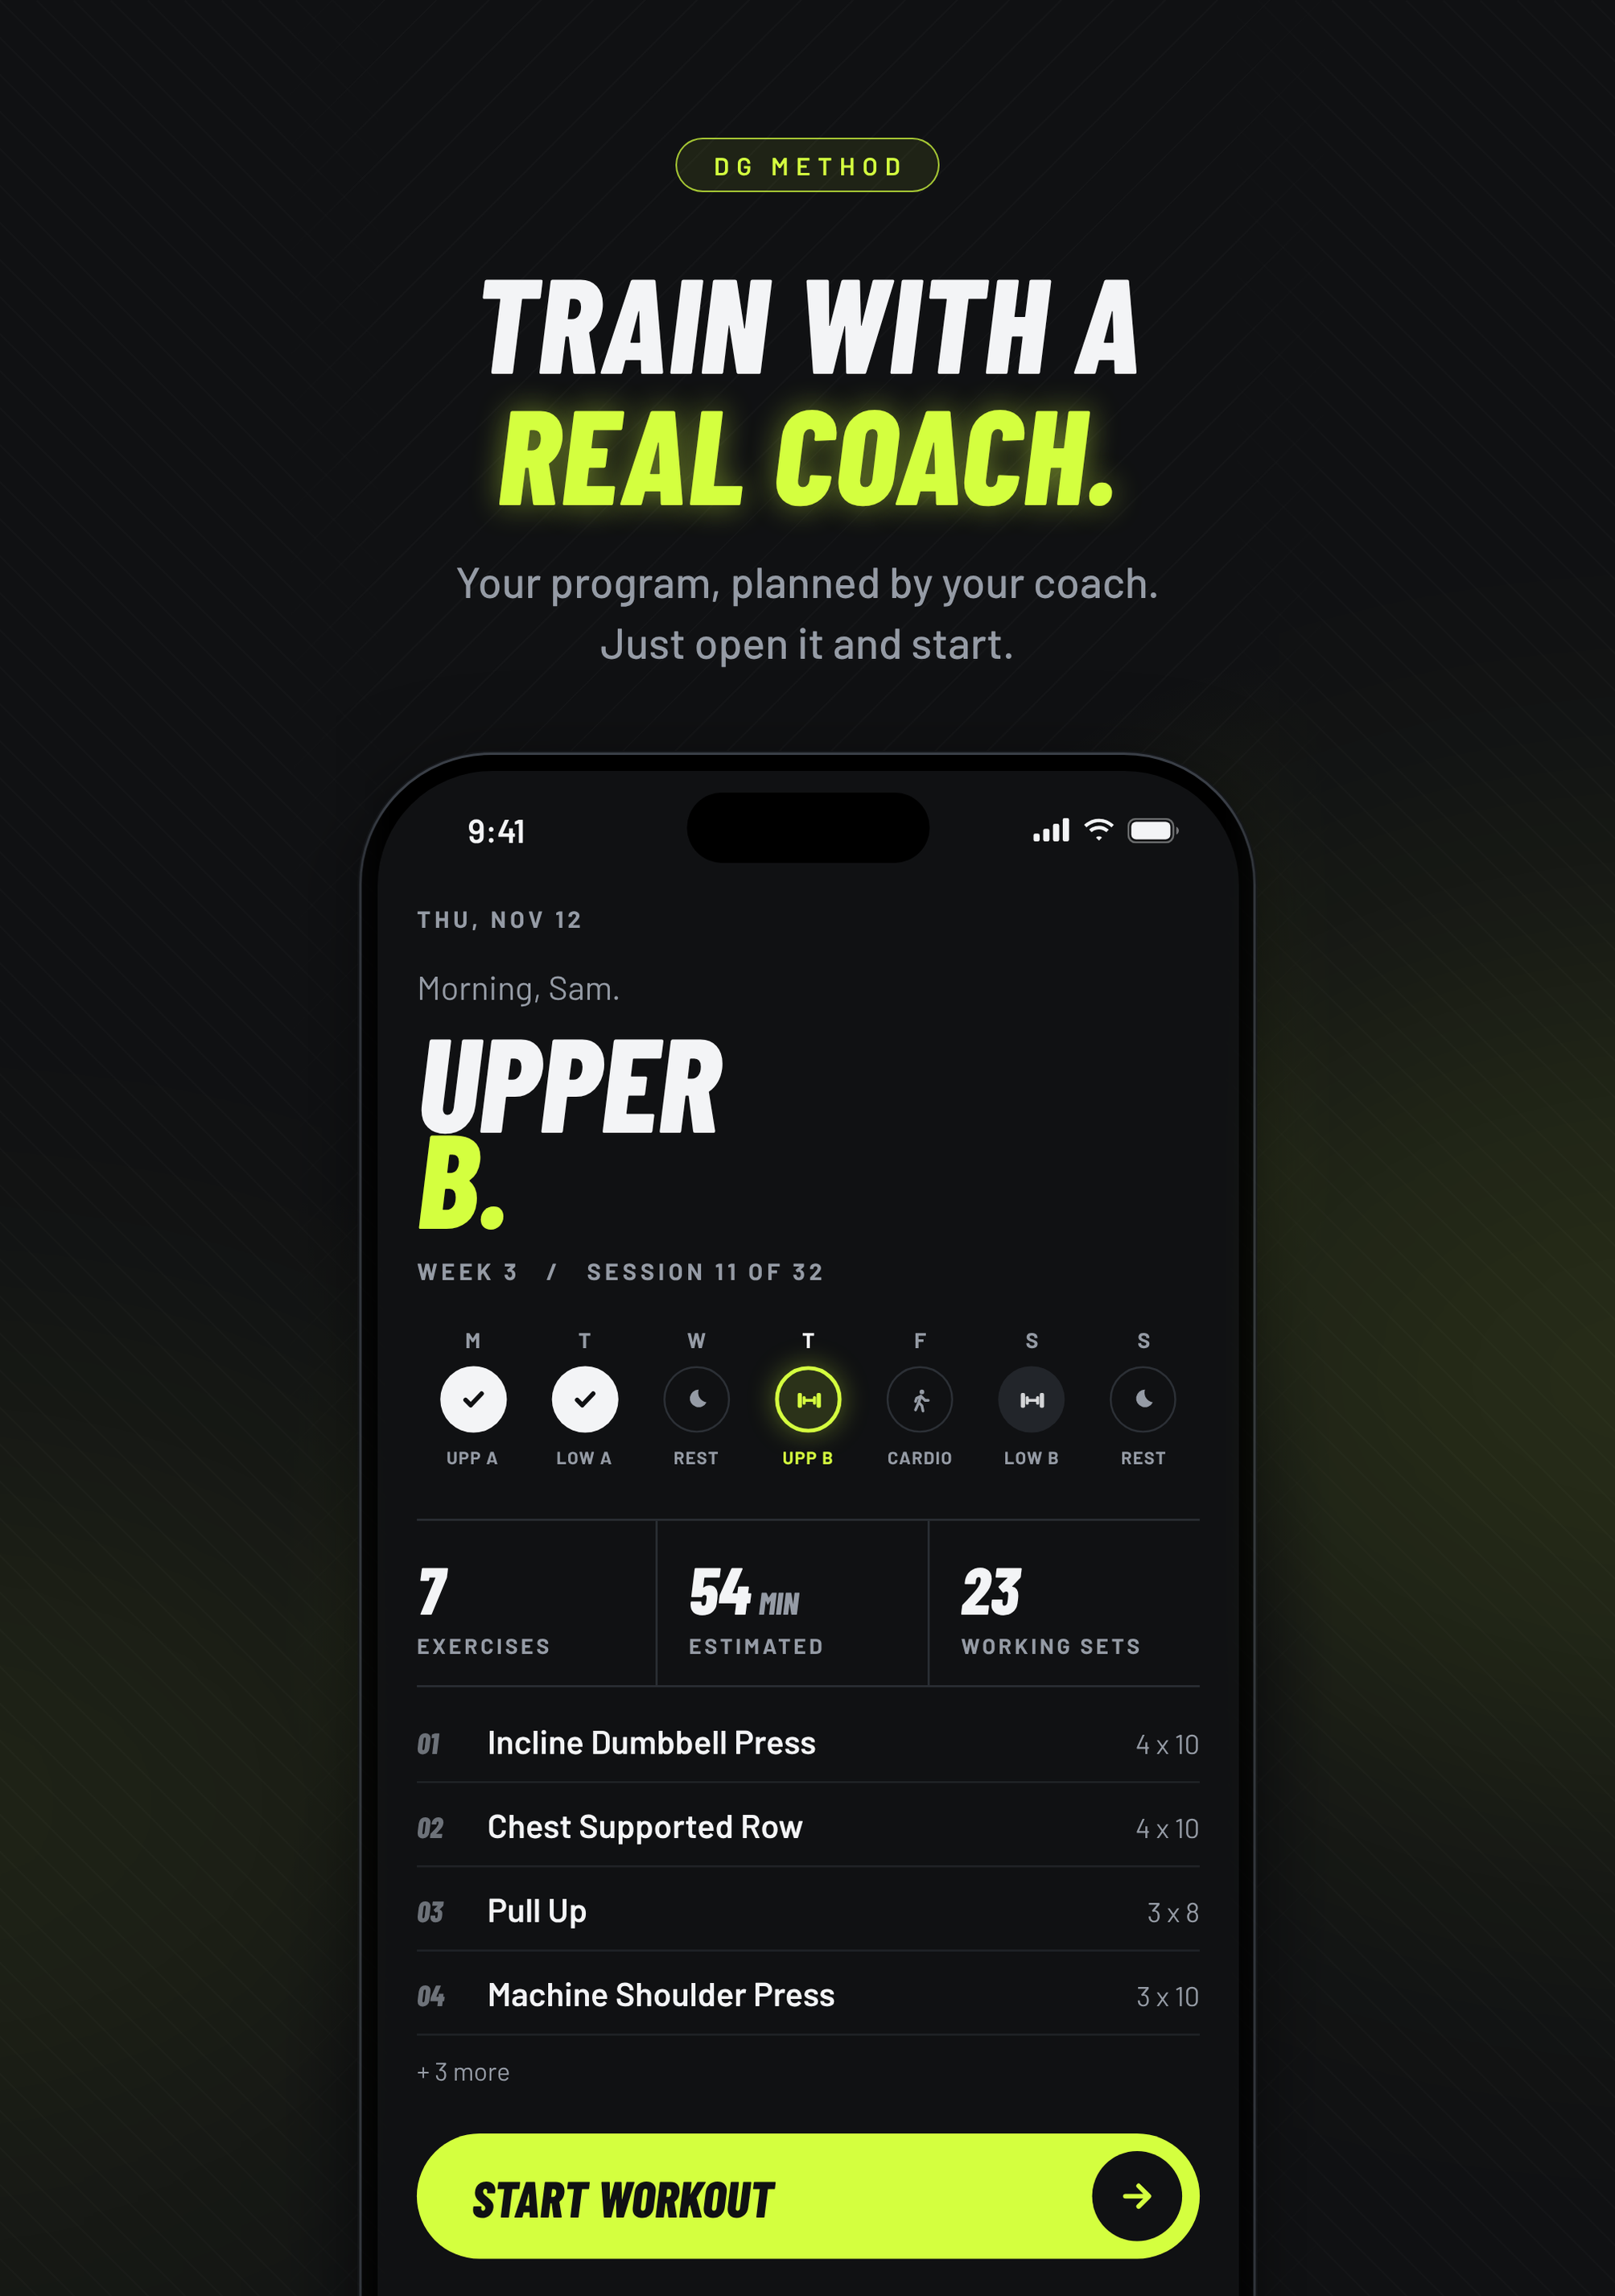 DG METHOD
TRAIN WITH A
REAL COACH.
Your program, planned by your coach.
Just open it and start.
9:41
THU, NOV 12
Morning, Sam.
UPPER
B.
WEEK 3 / SESSION 11 OF 32
M T W T F S S
UPP A LOW A REST UPP B CARDIO LOW B REST
7 54 MIN 23
EXERCISES ESTIMATED WORKING SETS
01 Incline Dumbbell Press 4 x 10
02 Chest Supported Row 4 x 10
03 Pull Up 3 x 8
04 Machine Shoulder Press 3 x 10
+ 3 more
START WORKOUT